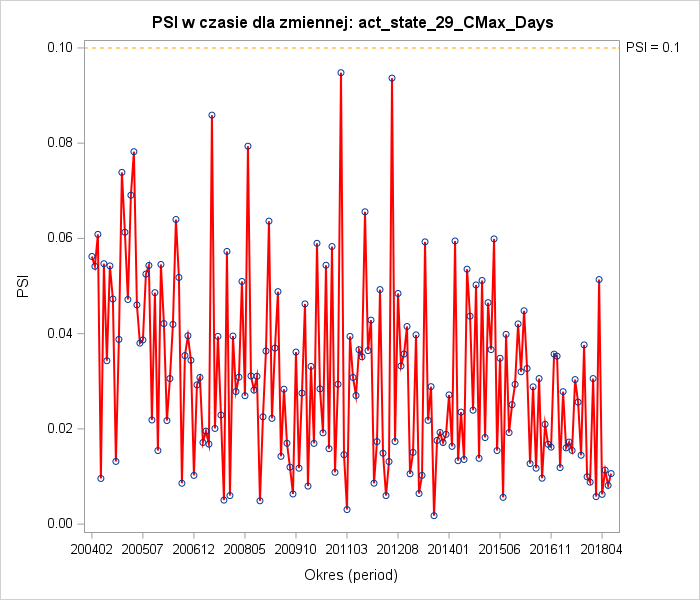 PSI w czasie dla zmiennej: act_state_29_CMax_Days
0.10
PSI = 0.1
0.08
0.06
PSI
0.04
0.02
0.00
200402 200507 200612 200805 200910 201103 201208 201401 201506 201611 201804
Okres (period)